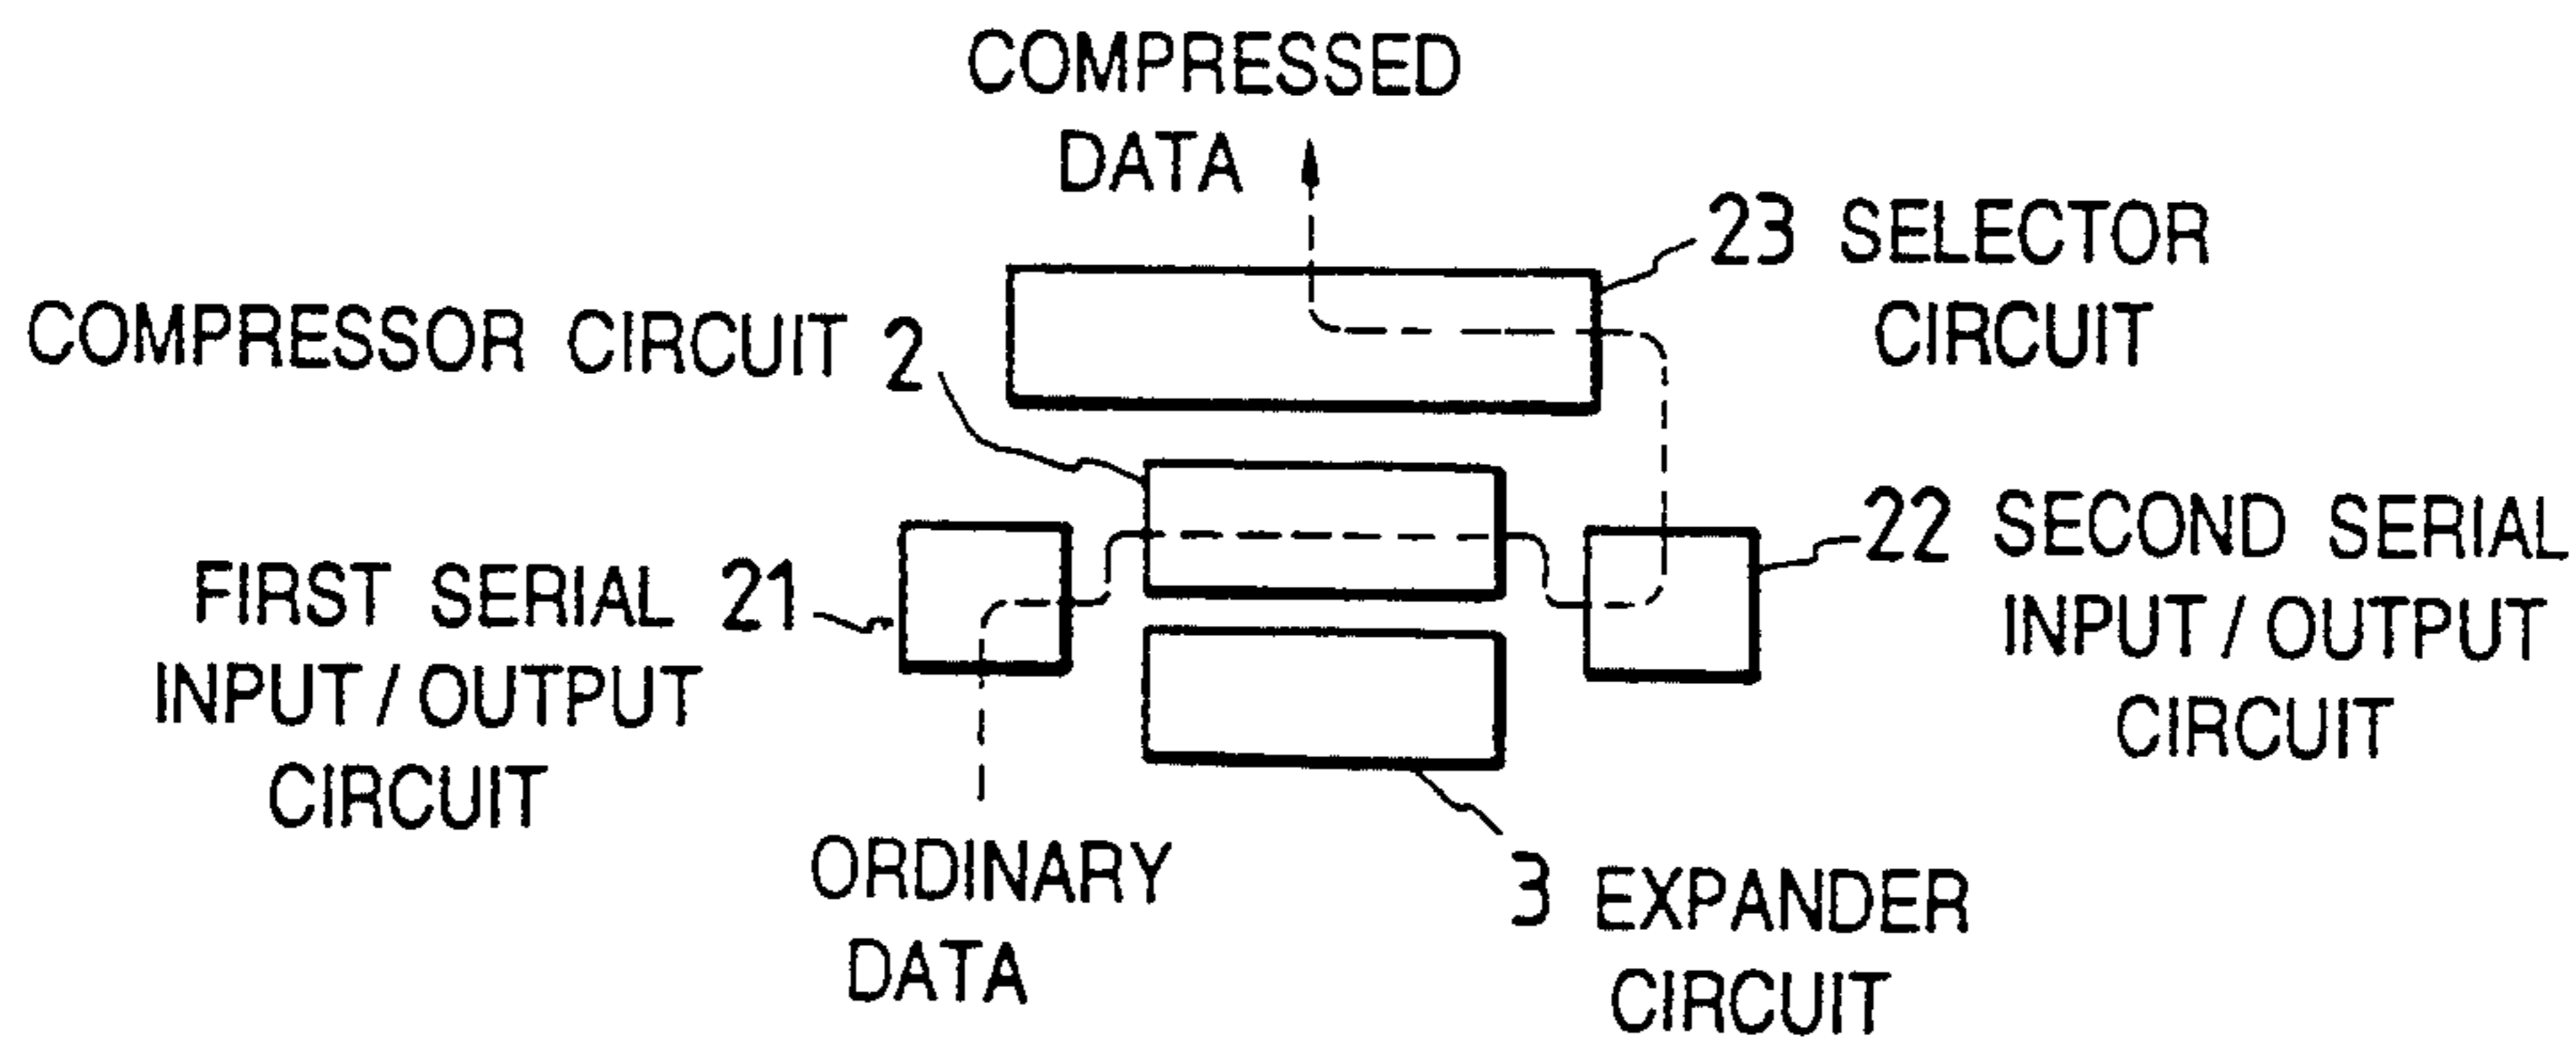 COMPRESSED
DATA
23 SELECTOR
CIRCUIT
COMPRESSOR CIRCUIT 2
FIRST SERIAL 21
INPUT / OUTPUT
CIRCUIT
22 SECOND SERIAL
INPUT / OUTPUT
CIRCUIT
ORDINARY
DATA
3 EXPANDER
CIRCUIT